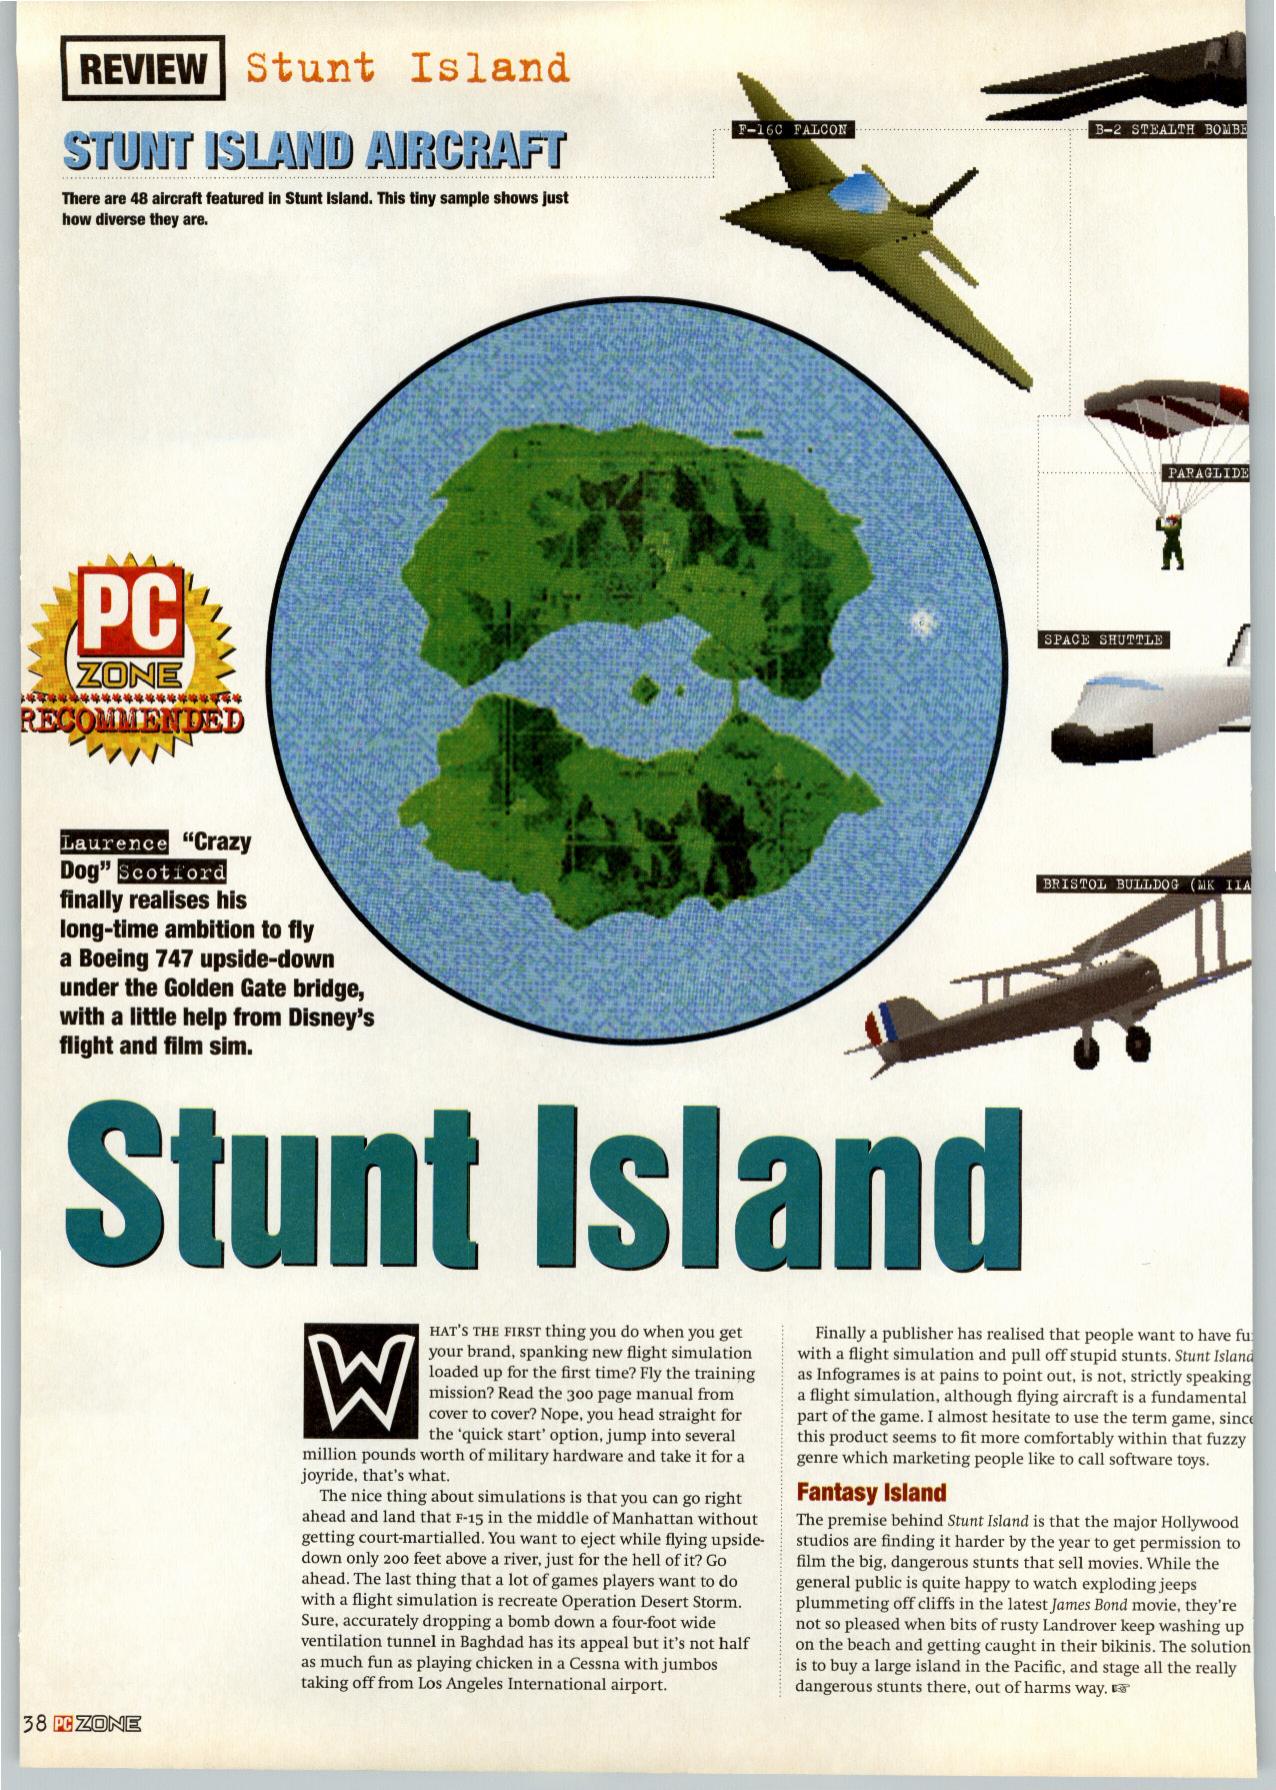 REVIEW Stunt Island
STUNT ISLAND AIRCRAFT
There are 48 aircraft featured in Stunt Island. This tiny sample shows just
how diverse they are.
F-16C FALCON
B-2 STEALTH BOMBE
PARAGLIDE
SPACE SHUTTLE
BRISTOL BULLDOG (MK IIA
PC
ZONE
RECOMMENDED
Laurence “Crazy
Dog” Scotford
finally realises his
long-time ambition to fly
a Boeing 747 upside-down
under the Golden Gate bridge,
with a little help from Disney’s
flight and film sim.
Stunt Island
WHAT’S THE FIRST thing you do when you get
your brand, spanking new flight simulation
loaded up for the first time? Fly the training
mission? Read the 300 page manual from
cover to cover? Nope, you head straight for
the ‘quick start’ option, jump into several
million pounds worth of military hardware and take it for a
joyride, that’s what.
The nice thing about simulations is that you can go right
ahead and land that F-15 in the middle of Manhattan without
getting court-martialled. You want to eject while flying upside-
down only 200 feet above a river, just for the hell of it? Go
ahead. The last thing that a lot of games players want to do
with a flight simulation is recreate Operation Desert Storm.
Sure, accurately dropping a bomb down a four-foot wide
ventilation tunnel in Baghdad has its appeal but it’s not half
as much fun as playing chicken in a Cessna with jumbos
taking off from Los Angeles International airport.
Finally a publisher has realised that people want to have fu
with a flight simulation and pull off stupid stunts. Stunt Island
as Infogrames is at pains to point out, is not, strictly speaking
a flight simulation, although flying aircraft is a fundamental
part of the game. I almost hesitate to use the term game, since
this product seems to fit more comfortably within that fuzzy
genre which marketing people like to call software toys.
Fantasy Island
The premise behind Stunt Island is that the major Hollywood
studios are finding it harder by the year to get permission to
film the big, dangerous stunts that sell movies. While the
general public is quite happy to watch exploding jeeps
plummeting off cliffs in the latest James Bond movie, they’re
not so pleased when bits of rusty Landrover keep washing up
on the beach and getting caught in their bikinis. The solution
is to buy a large island in the Pacific, and stage all the really
dangerous stunts there, out of harms way. ☞
38 PC ZONE